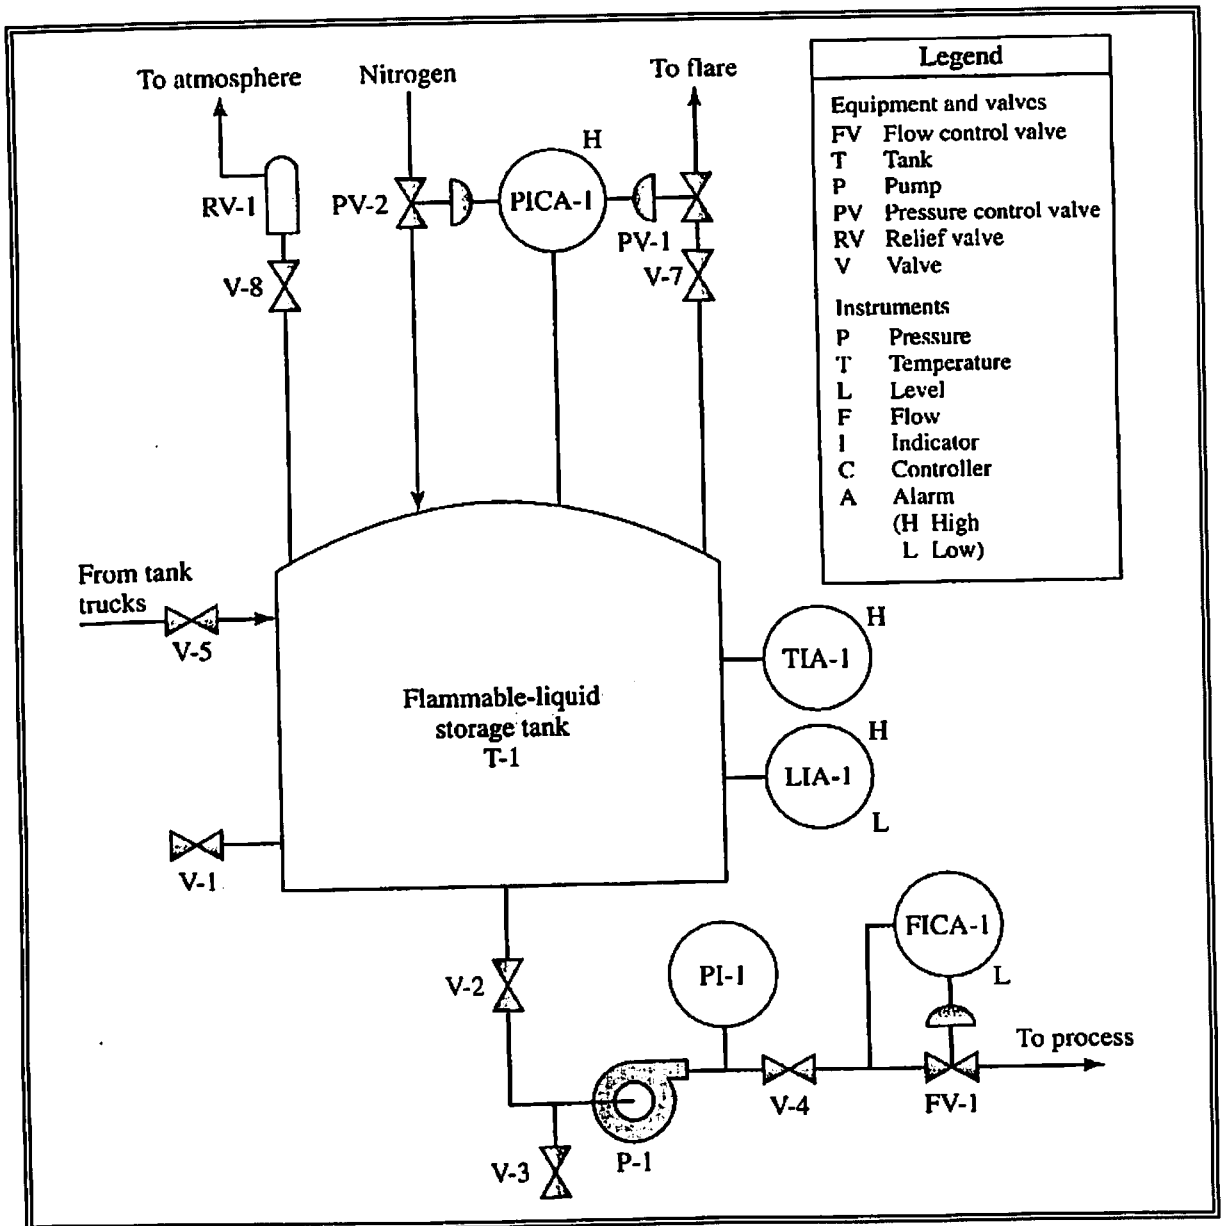 To atmosphere
Nitrogen
To flare
H
RV-1
PV-2
PICA-1
PV-1
V-8
V-7
Legend
Equipment and valves
FV Flow control valve
T Tank
P Pump
PV Pressure control valve
RV Relief valve
V Valve
Instruments
P Pressure
T Temperature
L Level
F Flow
I Indicator
C Controller
A Alarm
(H High
L Low)
From tank
trucks
V-5
H
TIA-1
Flammable-liquid
storage tank
T-1
H
LIA-1
L
V-1
V-2
PI-1
FICA-1
L
To process
V-4
FV-1
V-3
P-1